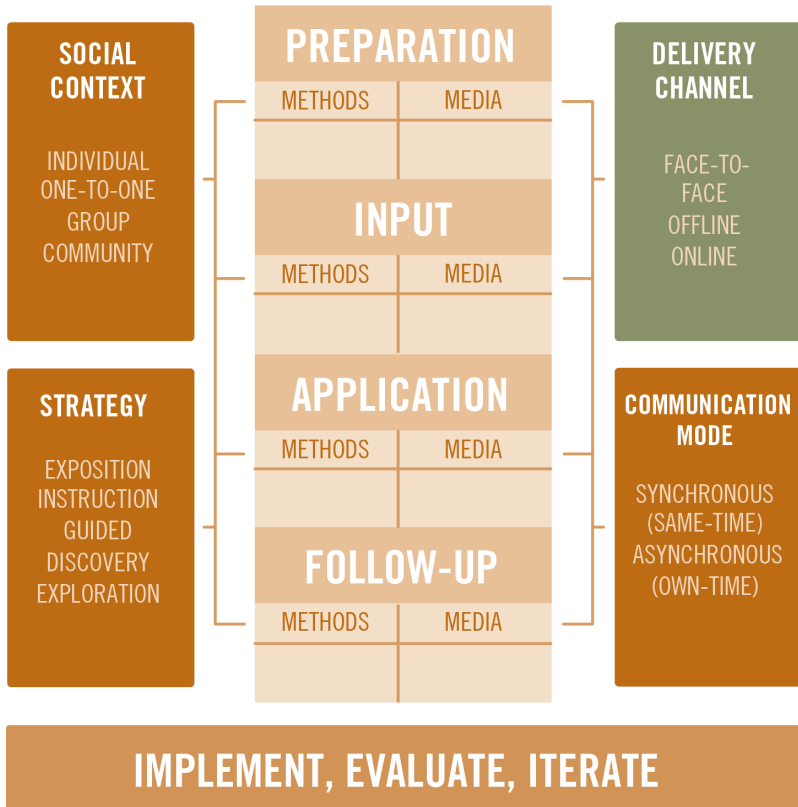 SOCIAL
CONTEXT
INDIVIDUAL
ONE-TO-ONE
GROUP
COMMUNITY
STRATEGY
EXPOSITION
INSTRUCTION
GUIDED
DISCOVERY
EXPLORATION
PREPARATION
METHODS MEDIA
INPUT
METHODS MEDIA
APPLICATION
METHODS MEDIA
FOLLOW-UP
METHODS MEDIA
DELIVERY
CHANNEL
FACE-TO-
FACE
OFFLINE
ONLINE
COMMUNICATION
MODE
SYNCHRONOUS
(SAME-TIME)
ASYNCHRONOUS
(OWN-TIME)
IMPLEMENT, EVALUATE, ITERATE